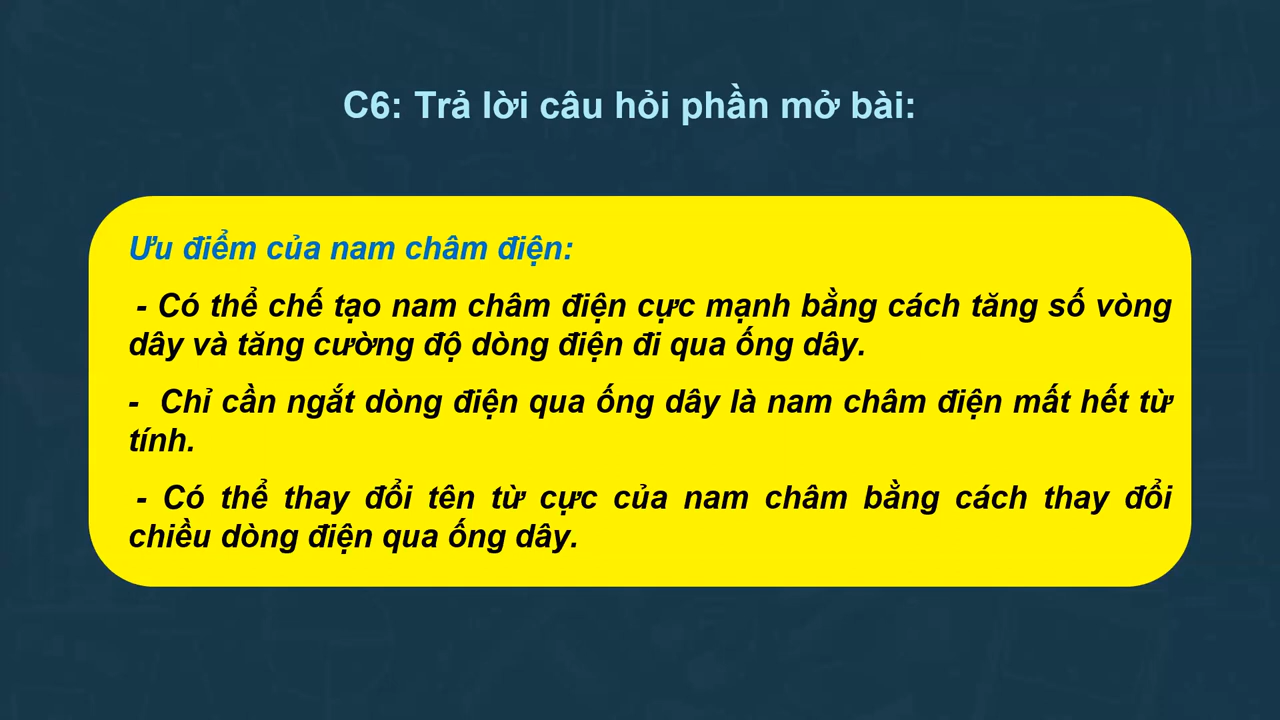 C6: Trả lời câu hỏi phần mở bài:
Ưu điểm của nam châm điện:
- Có thể chế tạo nam châm điện cực mạnh bằng cách tăng số vòng
dây và tăng cường độ dòng điện đi qua ống dây.
- Chỉ cần ngắt dòng điện qua ống dây là nam châm điện mất hết từ
tính.
- Có thể thay đổi tên từ cực của nam châm bằng cách thay đổi
chiều dòng điện qua ống dây.